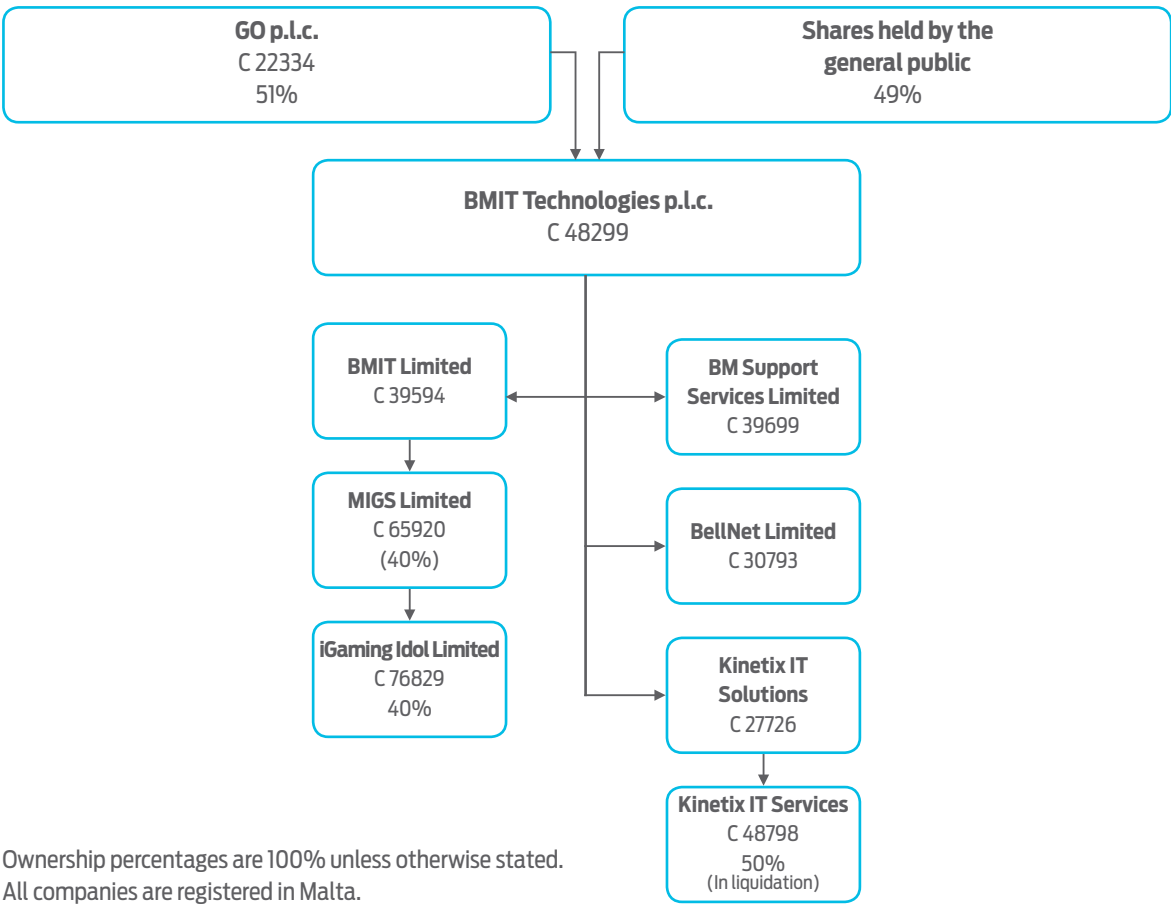 GO p.l.c.
C 22334
51%
Shares held by the
general public
49%
BMIT Technologies p.l.c.
C 48299
BMIT Limited
C 39594
BM Support
Services Limited
C 39699
MIGS Limited
C 65920
(40%)
BellNet Limited
C 30793
iGaming Idol Limited
C 76829
40%
Kinetix IT
Solutions
C 27726
Kinetix IT Services
C 48798
50%
(In liquidation)
Ownership percentages are 100% unless otherwise stated.
All companies are registered in Malta.